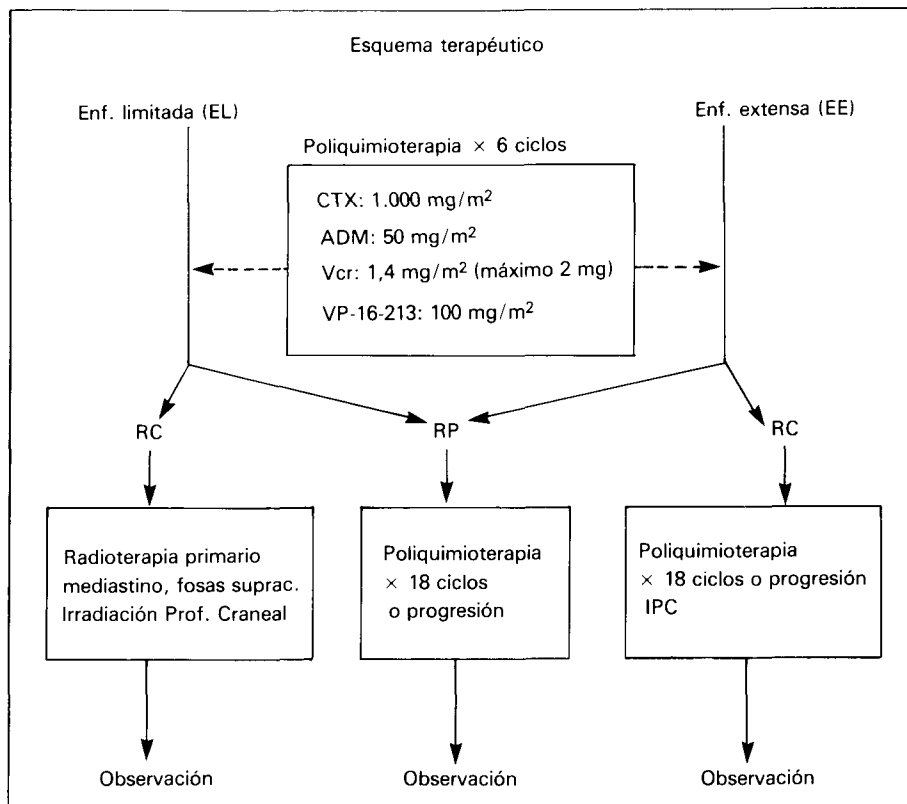 Esquema terapéutico
Enf. limitada (EL)
Enf. extensa (EE)
Poliquimioterapia × 6 ciclos
CTX: 1.000 mg/m²
ADM: 50 mg/m²
Vcr: 1,4 mg/m² (máximo 2 mg)
VP-16-213: 100 mg/m²
RC
RP
RC
Radioterapia primario
mediastino, fosas suprac.
Irradiación Prof. Craneal
Poliquimioterapia
× 18 ciclos
o progresión
Poliquimioterapia
× 18 ciclos o progresión
IPC
Observación
Observación
Observación